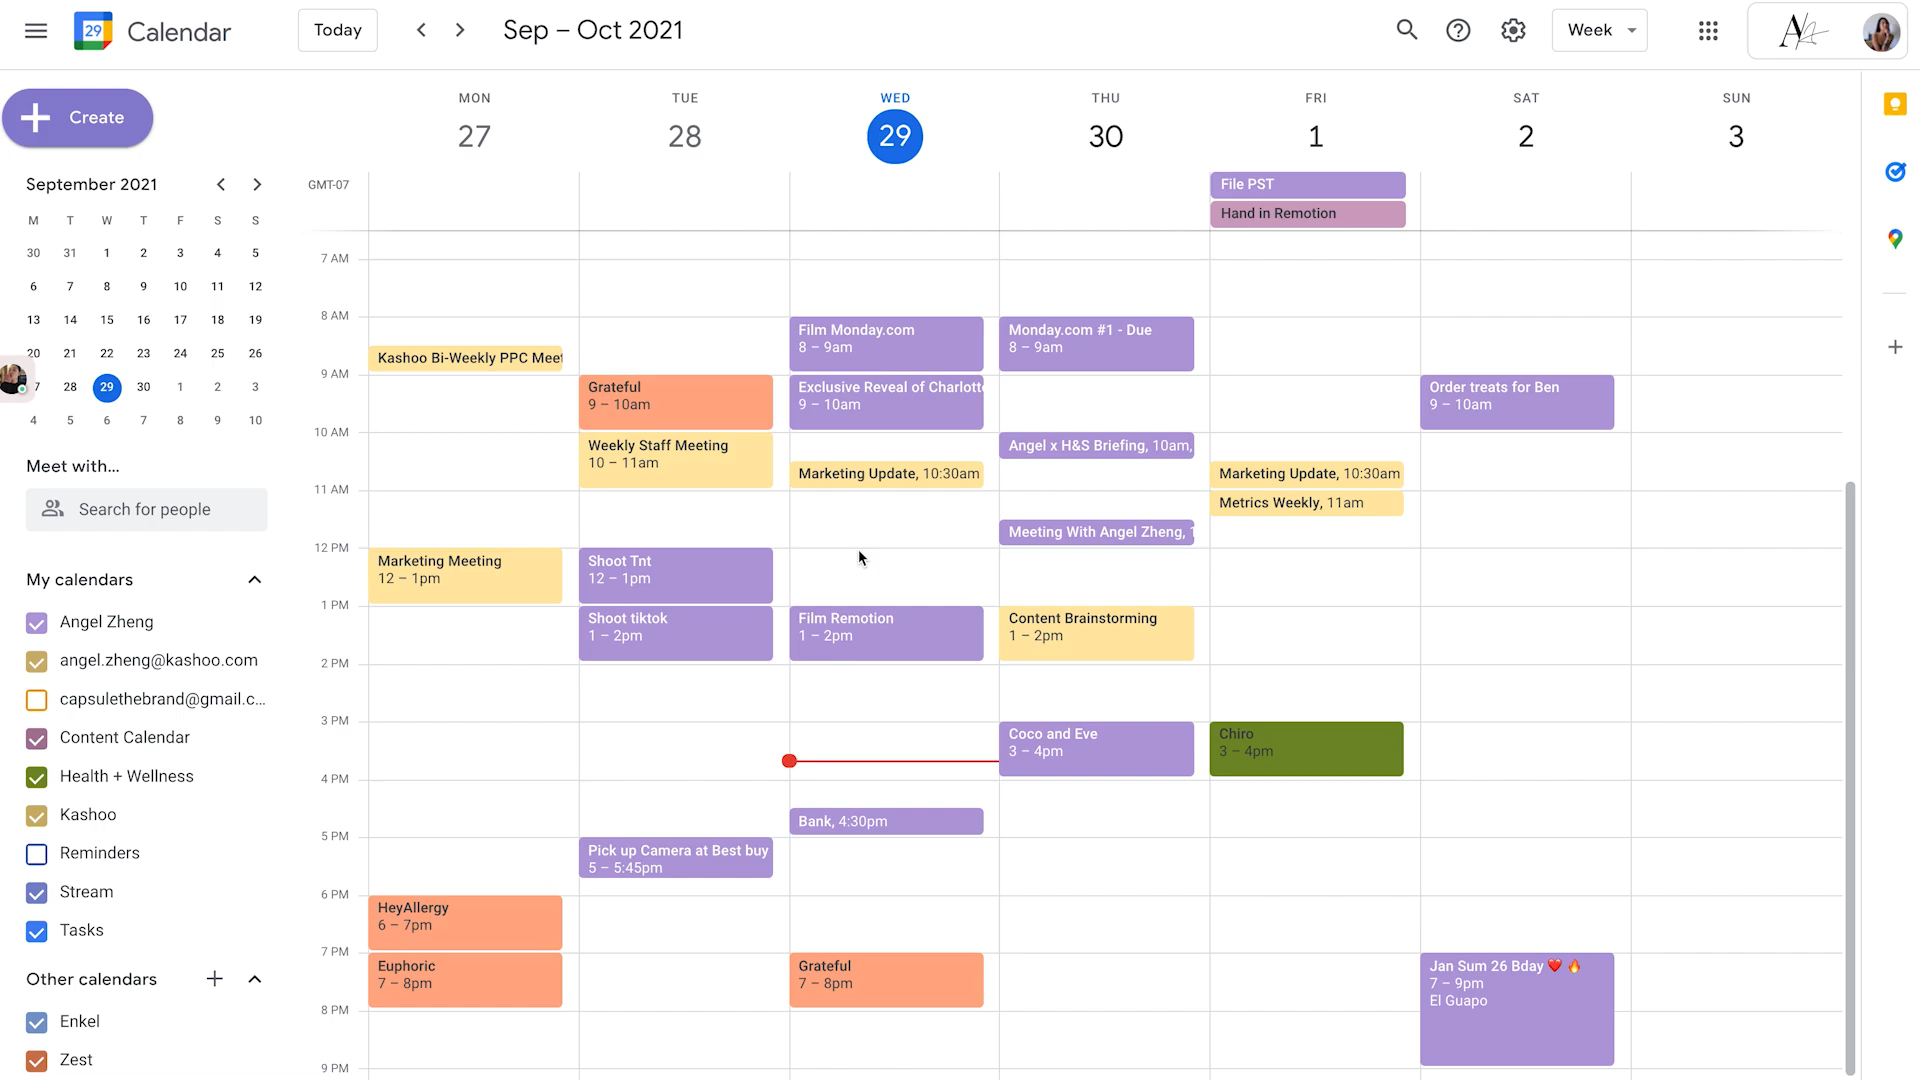 29
Calendar
Today
Sep – Oct 2021
Week
Create
MON
27
TUE
28
WED
29
THU
30
FRI
1
SAT
2
SUN
3
September 2021
M T W T F S S
30 31 1 2 3 4 5
6 7 8 9 10 11 12
13 14 15 16 17 18 19
20 21 22 23 24 25 26
7 28 29 30 1 2 3
4 5 6 7 8 9 10
Meet with...
Search for people
My calendars
Angel Zheng
angel.zheng@kashoo.com
capsulethebrand@gmail.c...
Content Calendar
Health + Wellness
Kashoo
Reminders
Stream
Tasks
Other calendars
Enkel
Zest
GMT-07
7 AM
8 AM
9 AM
10 AM
11 AM
12 PM
1 PM
2 PM
3 PM
4 PM
5 PM
6 PM
7 PM
8 PM
9 PM
Kashoo Bi-Weekly PPC Meet
Marketing Meeting
12 – 1pm
HeyAllergy
6 – 7pm
Euphoric
7 – 8pm
Grateful
9 – 10am
Weekly Staff Meeting
10 – 11am
Shoot Tnt
12 – 1pm
Shoot tiktok
1 – 2pm
Pick up Camera at Best buy
5 – 5:45pm
Film Monday.com
8 – 9am
Exclusive Reveal of Charlott
9 – 10am
Marketing Update, 10:30am
Film Remotion
1 – 2pm
Bank, 4:30pm
Grateful
7 – 8pm
Monday.com #1 - Due
8 – 9am
Angel x H&S Briefing, 10am,
Meeting With Angel Zheng, 1
Content Brainstorming
1 – 2pm
Coco and Eve
3 – 4pm
File PST
Hand in Remotion
Marketing Update, 10:30am
Metrics Weekly, 11am
Chiro
3 – 4pm
Order treats for Ben
9 – 10am
Jan Sum 26 Bday ❤️ 🔥
7 – 9pm
El Guapo